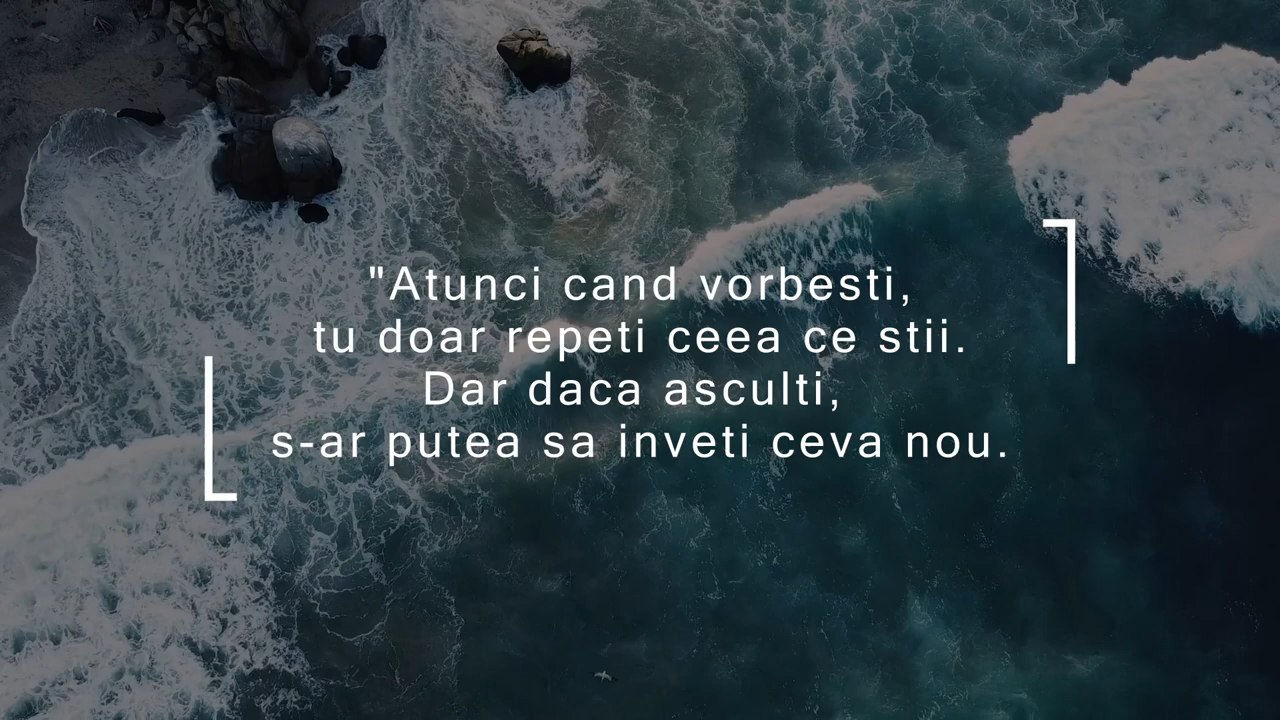 "Atunci cand vorbesti,
tu doar repeti ceea ce stii.
Dar daca asculti,
s-ar putea sa inveti ceva nou.